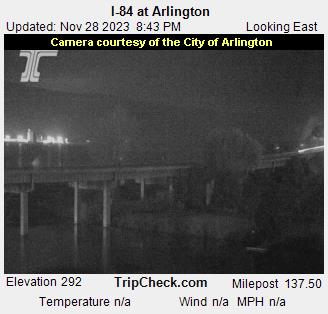 I-84 at Arlington
Updated: Nov 28 2023 8:43 PM Looking East
Camera courtesy of the City of Arlington
Elevation 292 TripCheck.com Milepost 137.50
Temperature n/a Wind n/a MPH n/a